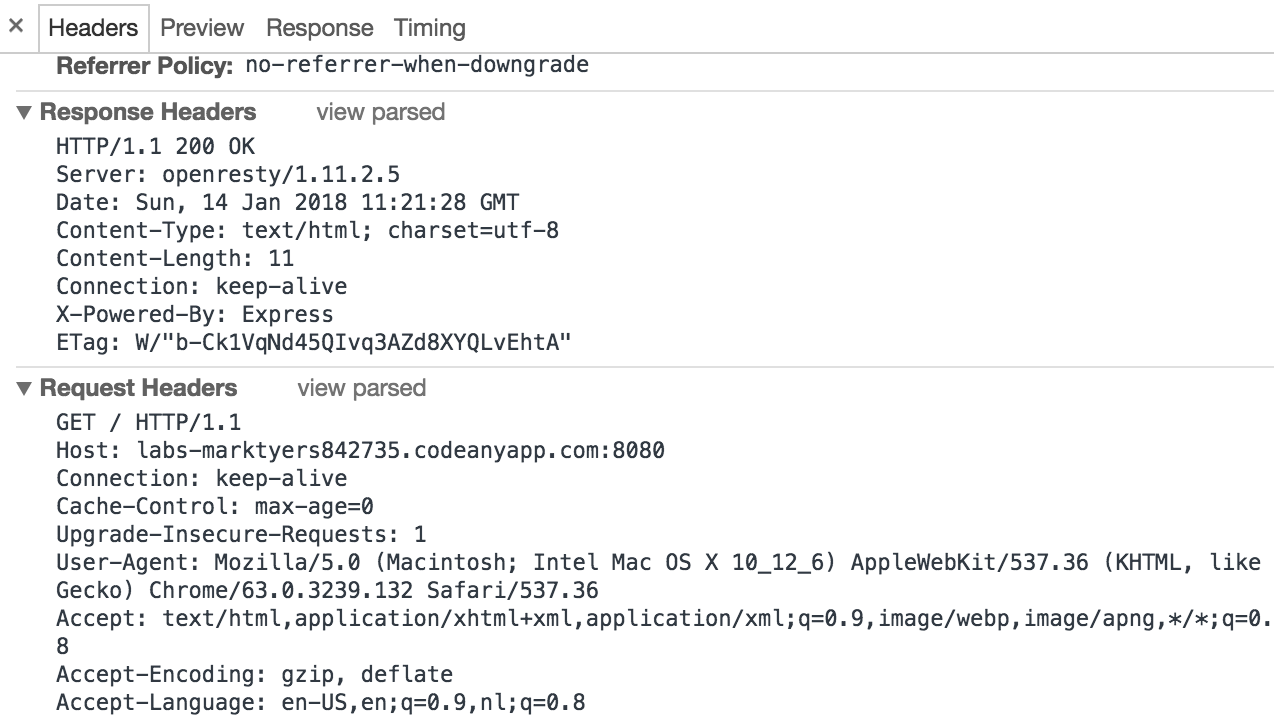 × Headers Preview Response Timing
Referrer Policy: no-referrer-when-downgrade
▼ Response Headers view parsed
HTTP/1.1 200 OK
Server: openresty/1.11.2.5
Date: Sun, 14 Jan 2018 11:21:28 GMT
Content-Type: text/html; charset=utf-8
Content-Length: 11
Connection: keep-alive
X-Powered-By: Express
ETag: W/"b-Ck1VqNd45QIvq3AZd8XYQLvEhtA"
▼ Request Headers view parsed
GET / HTTP/1.1
Host: labs-marktyers842735.codeanyapp.com:8080
Connection: keep-alive
Cache-Control: max-age=0
Upgrade-Insecure-Requests: 1
User-Agent: Mozilla/5.0 (Macintosh; Intel Mac OS X 10_12_6) AppleWebKit/537.36 (KHTML, like
Gecko) Chrome/63.0.3239.132 Safari/537.36
Accept: text/html,application/xhtml+xml,application/xml;q=0.9,image/webp,image/apng,*/*;q=0.
8
Accept-Encoding: gzip, deflate
Accept-Language: en-US,en;q=0.9,nl;q=0.8